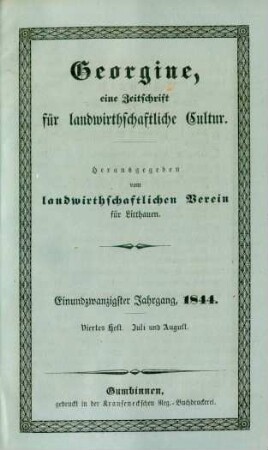 Georgine,
eine Zeitschrift
für landwirthschaftliche Cultur.
Herausgegeben
vom
landwirthschaftlichen Verein
für Litthauen.
Einundzwanzigster Jahrgang, 1844.
Viertes Heft. Juli und August.
Gumbinnen,
gedruckt in der Krauseneckschen Reg.-Buchdruckerei.